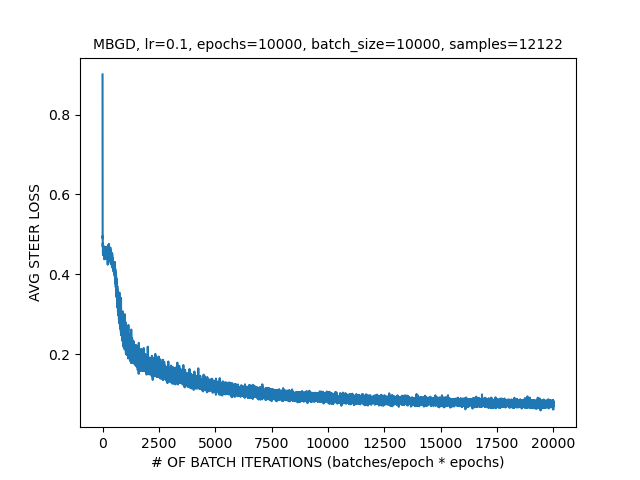 MBGD, lr=0.1, epochs=10000, batch_size=10000, samples=12122
0.8
0.6
0.4
0.2
AVG STEER LOSS
0 2500 5000 7500 10000 12500 15000 17500 20000
# OF BATCH ITERATIONS (batches/epoch * epochs)